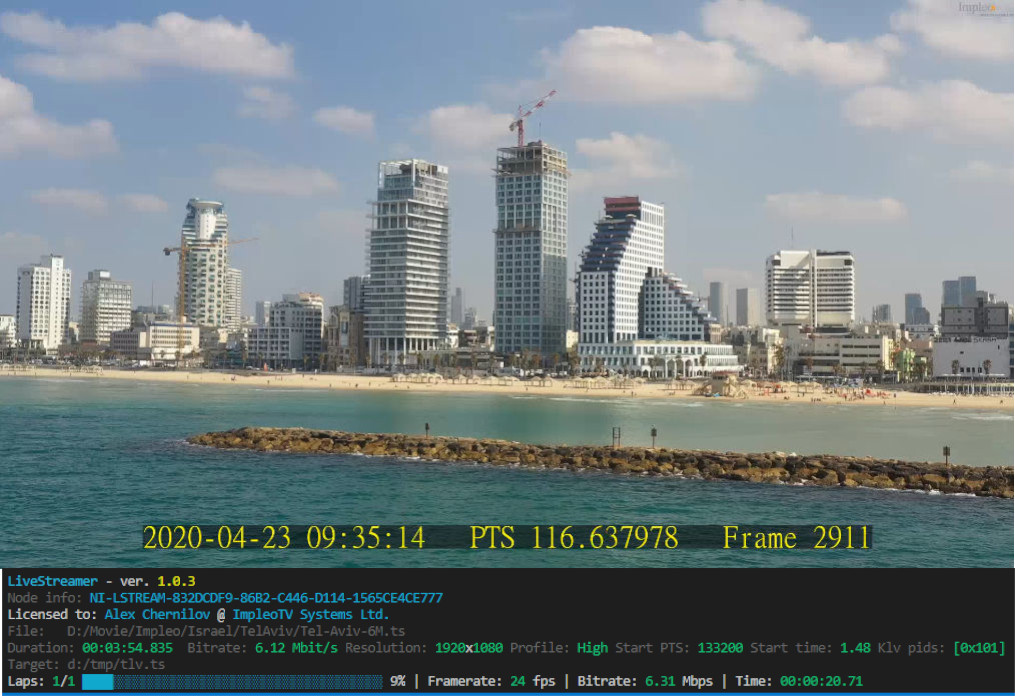 Impleo
2020-04-23 09:35:14 PTS 116.637978 Frame 2911
LiveStreamer - ver. 1.0.3
Node info: NI-LSTREAM-832DCDF9-86B2-C446-D114-1565CE4CE777
Licensed to: Alex Chernilov @ ImpleoTV Systems Ltd.
File: D:/Movie/Impleo/Israel/TelAviv/Tel-Aviv-6M.ts
Duration: 00:03:54.835 Bitrate: 6.12 Mbit/s Resolution: 1920x1080 Profile: High Start PTS: 133200 Start time: 1.48 Klv pids: [0x101]
Target: d:/tmp/tlv.ts
Laps: 1/1 9% | Framerate: 24 fps | Bitrate: 6.31 Mbps | Time: 00:00:20.71